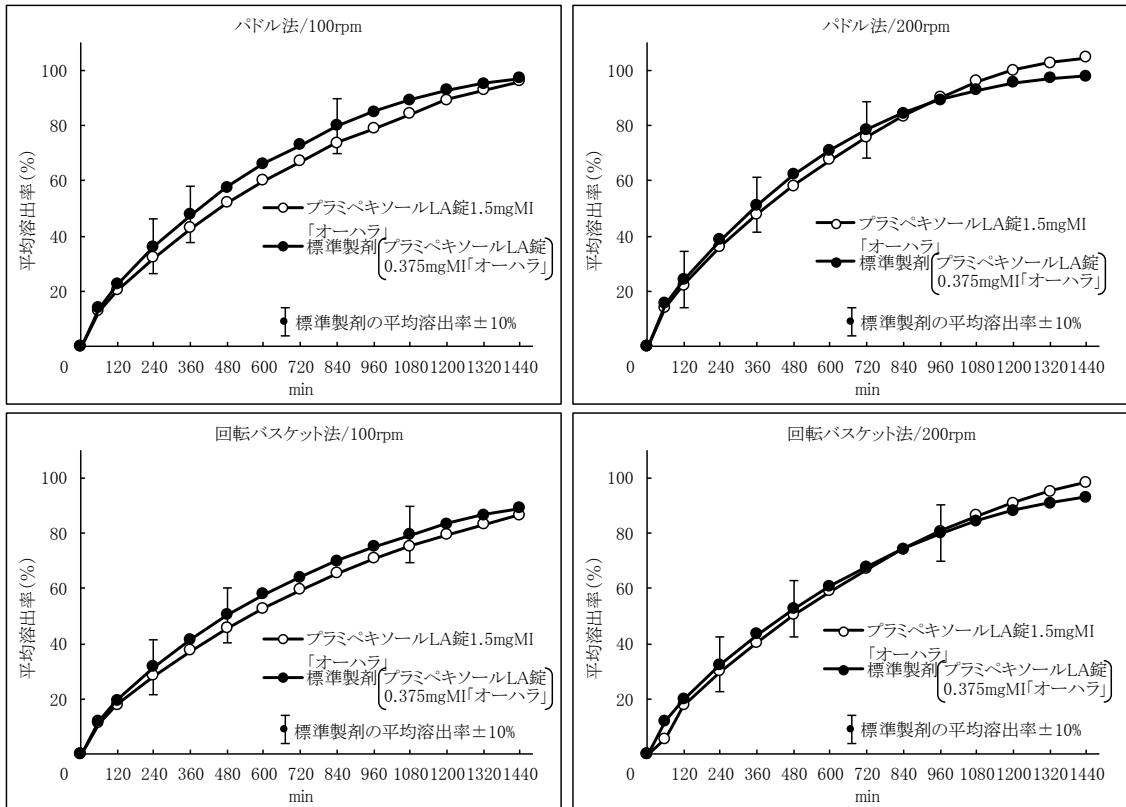 パドル法/100rpm
100
80
60
40
20
0
平均溶出率(%)
プラミペキソールLA錠1.5mgMI
「オーハラ」
標準製剤(プラミペキソールLA錠
0.375mgMI「オーハラ」)
標準製剤の平均溶出率±10%
120 240 360 480 600 720 840 960 1080 1200 1320 1440
min
パドル法/200rpm
100
80
60
40
20
0
平均溶出率(%)
プラミペキソールLA錠1.5mgMI
「オーハラ」
標準製剤(プラミペキソールLA錠
0.375mgMI「オーハラ」)
標準製剤の平均溶出率±10%
120 240 360 480 600 720 840 960 1080 1200 1320 1440
min
回転バスケット法/100rpm
100
80
60
40
20
0
平均溶出率(%)
プラミペキソールLA錠1.5mgMI
「オーハラ」
標準製剤(プラミペキソールLA錠
0.375mgMI「オーハラ」)
標準製剤の平均溶出率±10%
120 240 360 480 600 720 840 960 1080 1200 1320 1440
min
回転バスケット法/200rpm
100
80
60
40
20
0
平均溶出率(%)
プラミペキソールLA錠1.5mgMI
「オーハラ」
標準製剤(プラミペキソールLA錠
0.375mgMI「オーハラ」)
標準製剤の平均溶出率±10%
120 240 360 480 600 720 840 960 1080 1200 1320 1440
min